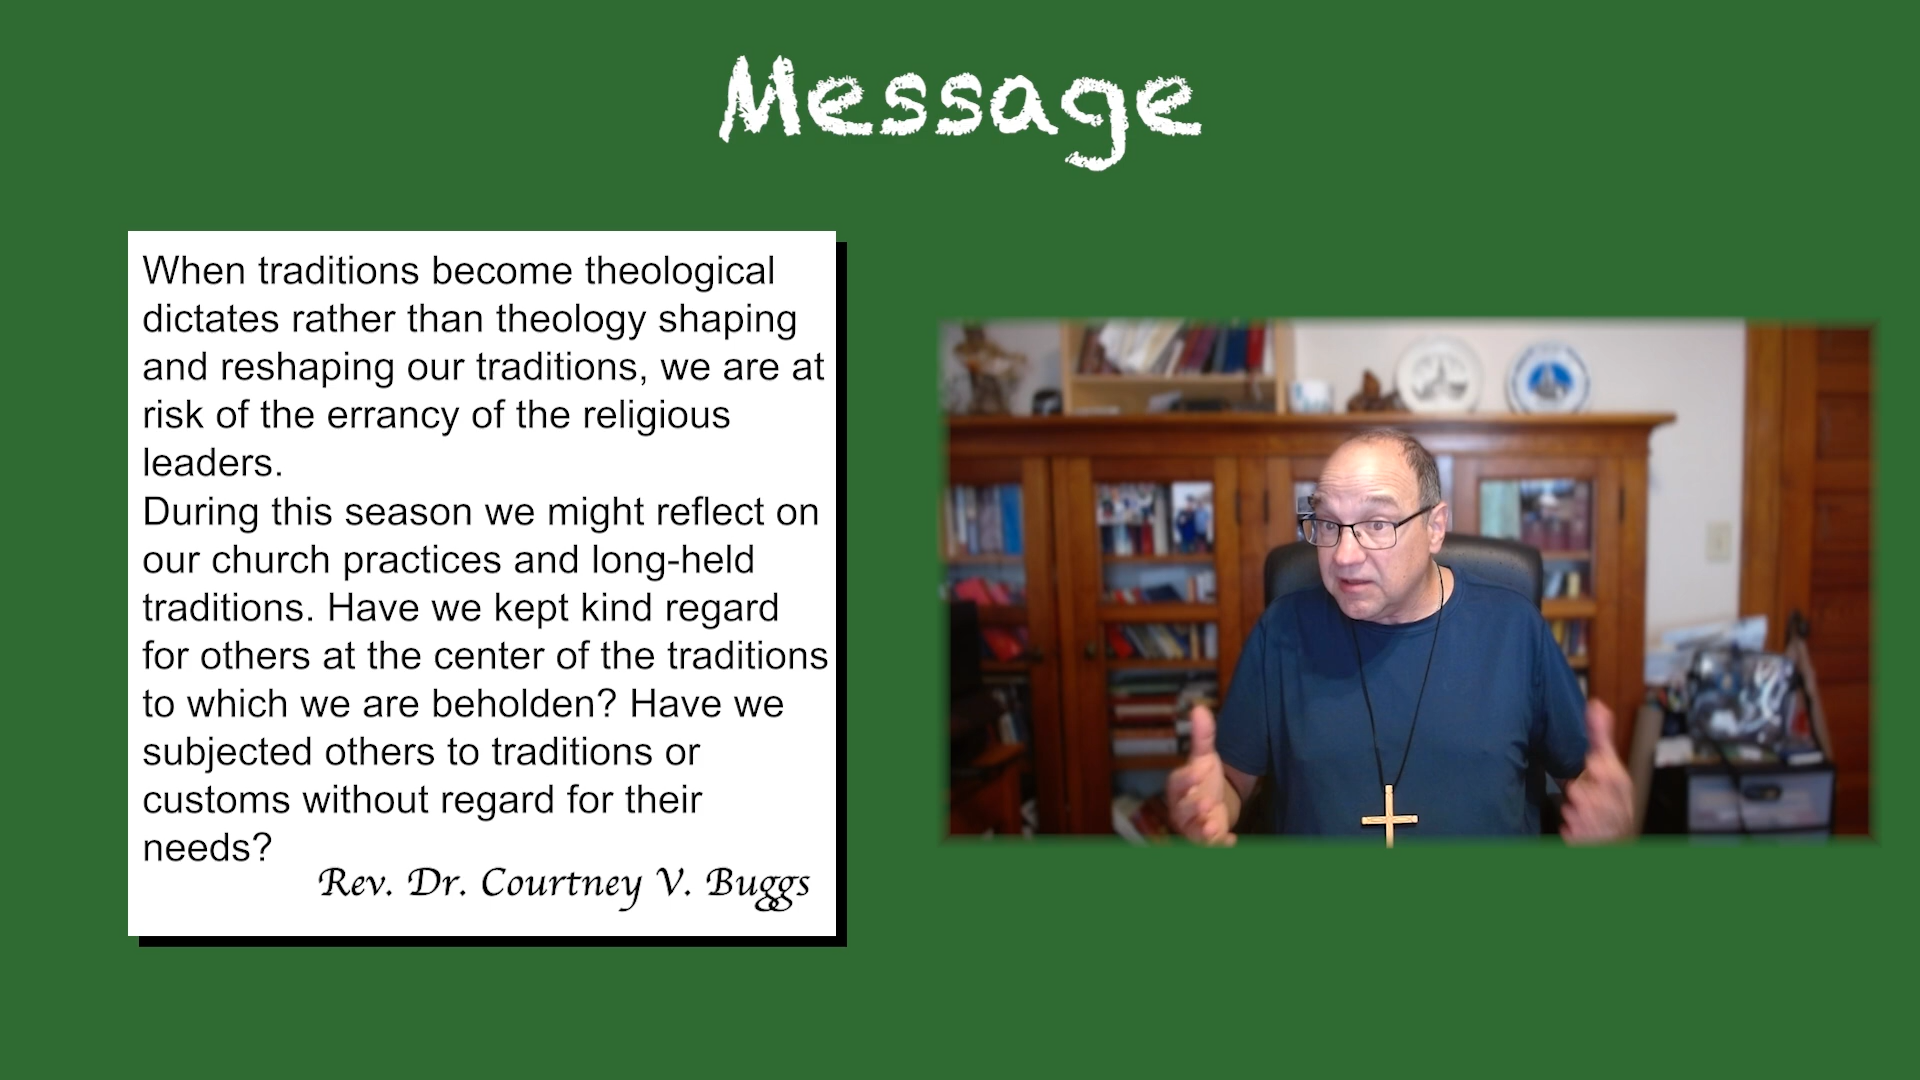 Message
When traditions become theological
dictates rather than theology shaping
and reshaping our traditions, we are at
risk of the errancy of the religious
leaders.
During this season we might reflect on
our church practices and long-held
traditions. Have we kept kind regard
for others at the center of the traditions
to which we are beholden? Have we
subjected others to traditions or
customs without regard for their
needs?
Rev. Dr. Courtney V. Buggs